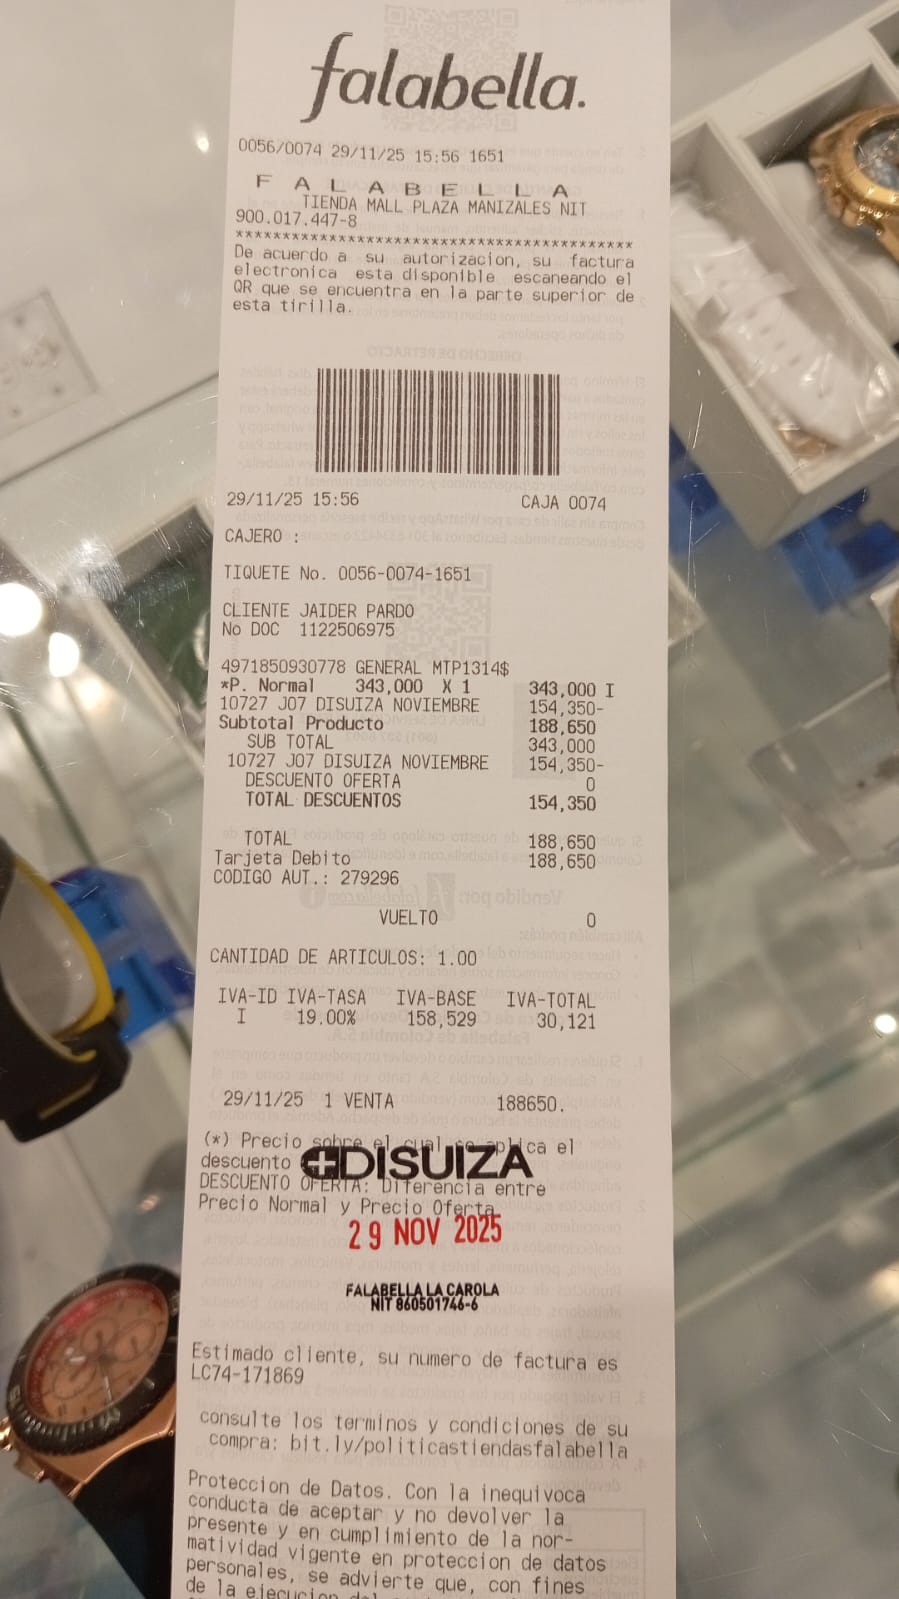 falabella.
0056/0074 29/11/25 15:56 1651
F A L A B E L L A
TIENDA MALL PLAZA MANIZALES NIT
900.017.447-8
*******************************************
De acuerdo a su autorizacion, su factura
electronica esta disponible escaneando el
QR que se encuentra en la parte superior de
esta tirilla.
29/11/25 15:56 CAJA 0074
CAJERO :
TIQUETE No. 0056-0074-1651
CLIENTE JAIDER PARDO
No DOC 1122506975
4971850930778 GENERAL MTP1314$
*P. Normal 343,000 X 1 343,000 I
10727 J07 DISUIZA NOVIEMBRE 154,350-
Subtotal Producto 188,650
SUB TOTAL 343,000
10727 J07 DISUIZA NOVIEMBRE 154,350-
DESCUENTO OFERTA 0
TOTAL DESCUENTOS 154,350
TOTAL 188,650
Tarjeta Debito 188,650
CODIGO AUT.: 279296
VUELTO 0
CANTIDAD DE ARTICULOS: 1.00
IVA-ID IVA-TASA IVA-BASE IVA-TOTAL
I 19.00% 158,529 30,121
29/11/25 1 VENTA 188650.
(*) Precio sobre el cual se aplica el
descuento
DISUIZA
DESCUENTO OFERTA: Diferencia entre
Precio Normal y Precio Oferta
29 NOV 2025
FALABELLA LA CAROLA
NIT 860501746-6
Estimado cliente, su numero de factura es
LC74-171869
consulte los terminos y condiciones de su
compra: bit.ly/politicastiendasfalabella
Proteccion de Datos. Con la inequivoca
conducta de aceptar y no devolver la
presente y en cumplimiento de la nor-
matividad vigente en proteccion de datos
personales, se advierte que, con fines
de la ejecucion del